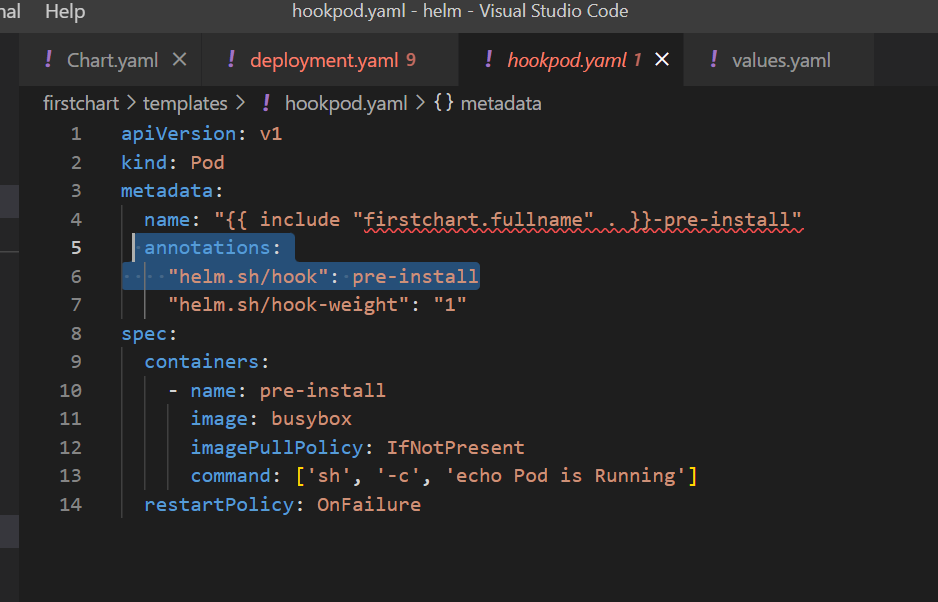 nal Help hookpod.yaml - helm - Visual Studio Code
! Chart.yaml × ! deployment.yaml 9 ! hookpod.yaml 1 × ! values.yaml
firstchart > templates > ! hookpod.yaml > {} metadata
1 apiVersion: v1
2 kind: Pod
3 metadata:
4   name: "{{ include "firstchart.fullname" . }}-pre-install"
5   annotations:
6     "helm.sh/hook": pre-install
7     "helm.sh/hook-weight": "1"
8 spec:
9   containers:
10     - name: pre-install
11       image: busybox
12       imagePullPolicy: IfNotPresent
13       command: ['sh', '-c', 'echo Pod is Running']
14   restartPolicy: OnFailure